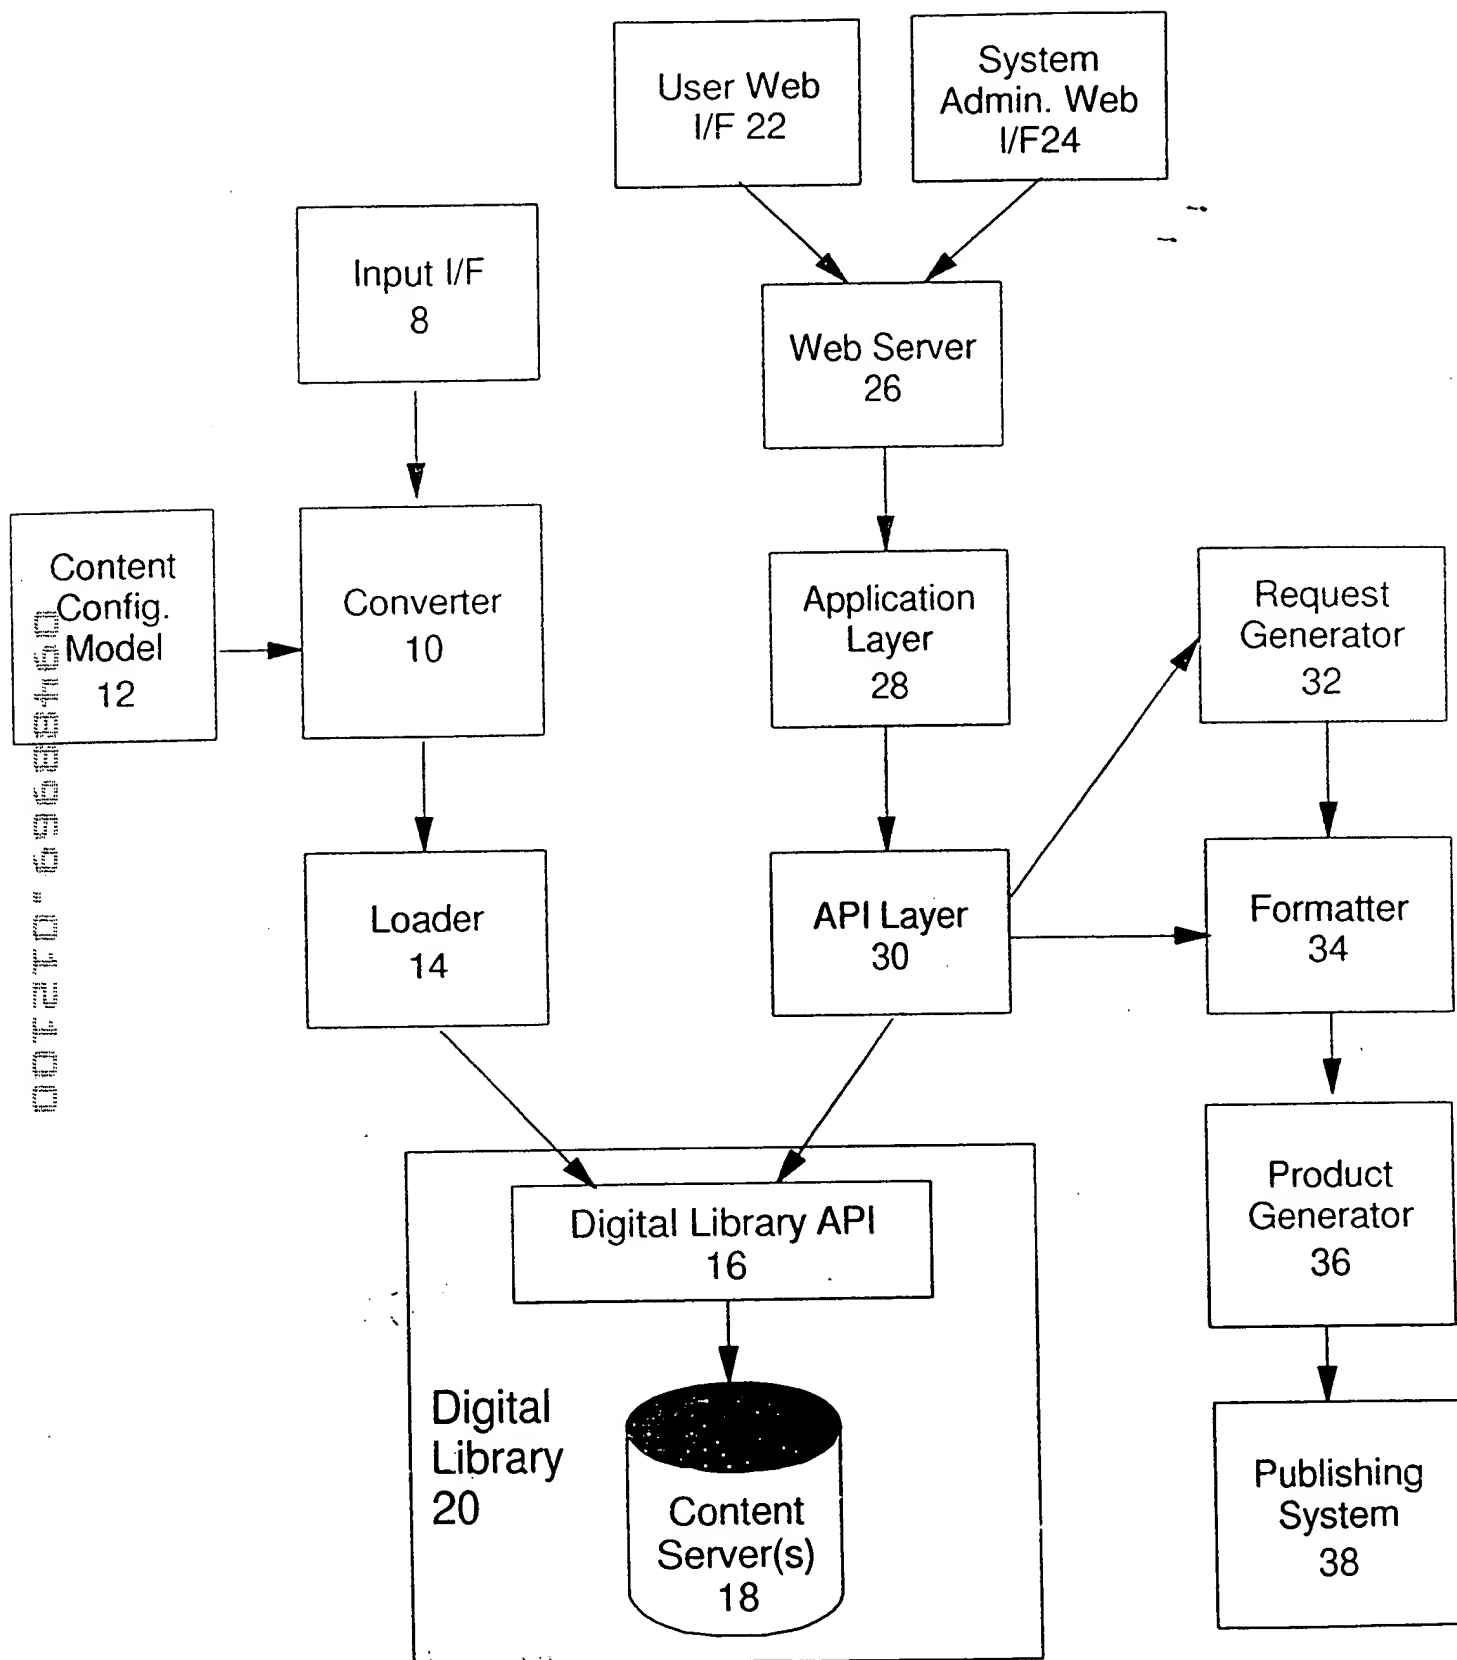 User Web
I/F 22
System
Admin. Web
I/F24
Input I/F
8
Web Server
26
Content
Config.
Model
12
Converter
10
Application
Layer
28
Request
Generator
32
Loader
14
API Layer
30
Formatter
34
Digital Library API
16
Product
Generator
36
Digital
Library
20
Content
Server(s)
18
Publishing
System
38